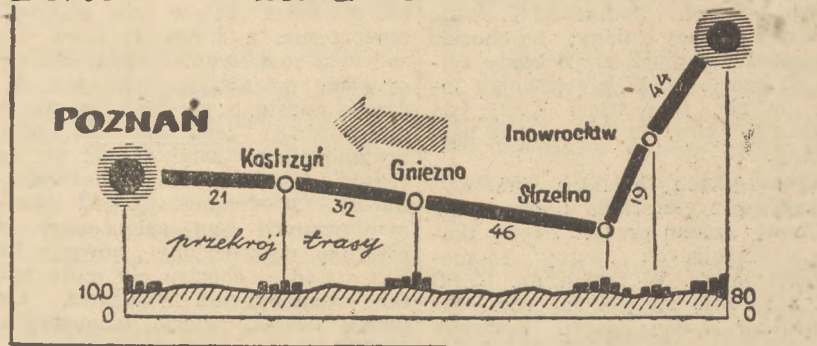 44
POZNAŃ
Inowrocław
Kostrzyń
Gniezno
Strzelno
19
21
32
46
przekrój trasy
100
0
80
0